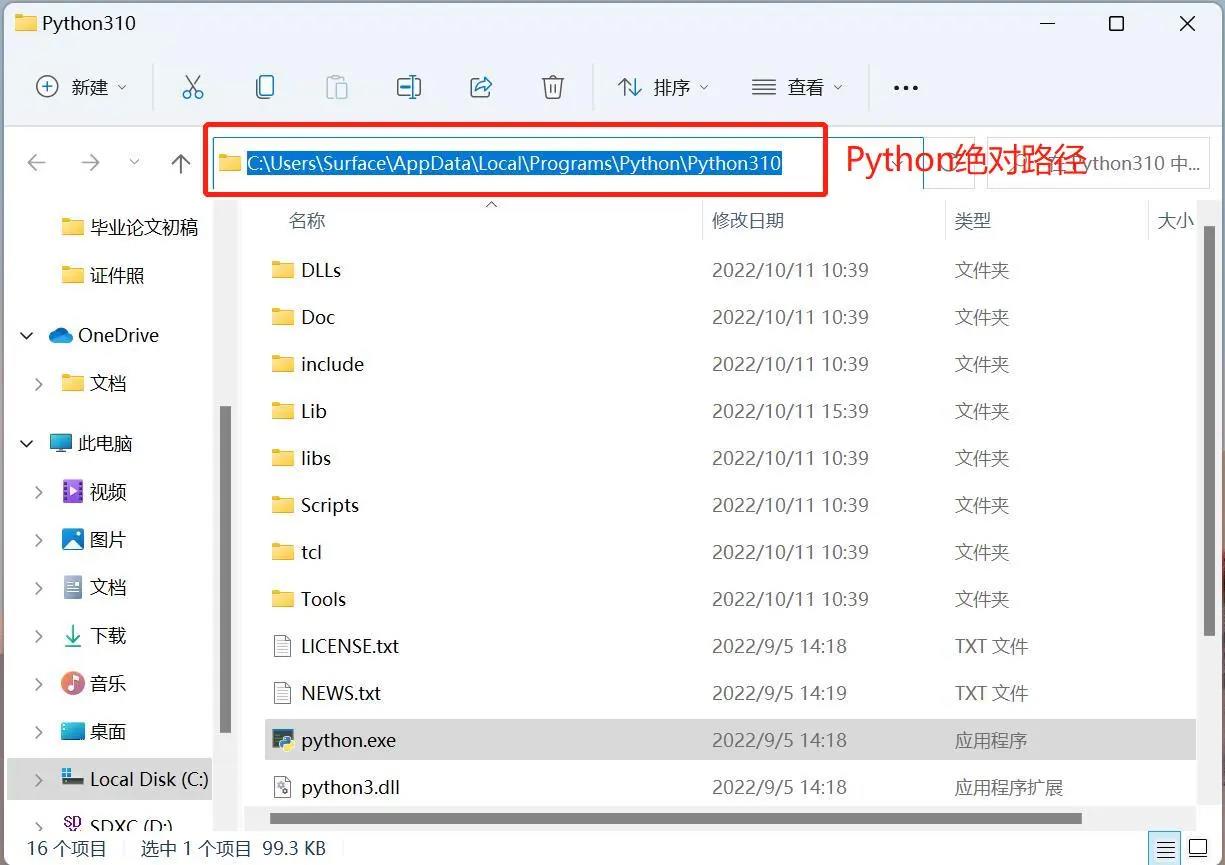 Python310
新建
排序
查看
C:\Users\Surface\AppData\Local\Programs\Python\Python310
Python绝对路径
Python310 中...
名称 修改日期 类型 大小
毕业论文初稿
证件照
OneDrive
文档
此电脑
视频
图片
文档
下载
音乐
桌面
Local Disk (C:)
SDXC (D:)
DLLs 2022/10/11 10:39 文件夹
Doc 2022/10/11 10:39 文件夹
include 2022/10/11 10:39 文件夹
Lib 2022/10/11 15:39 文件夹
libs 2022/10/11 10:39 文件夹
Scripts 2022/10/11 10:39 文件夹
tcl 2022/10/11 10:39 文件夹
Tools 2022/10/11 10:39 文件夹
LICENSE.txt 2022/9/5 14:18 TXT 文件
NEWS.txt 2022/9/5 14:19 TXT 文件
python.exe 2022/9/5 14:18 应用程序
python3.dll 2022/9/5 14:18 应用程序扩展
16 个项目 选中 1 个项目 99.3 KB